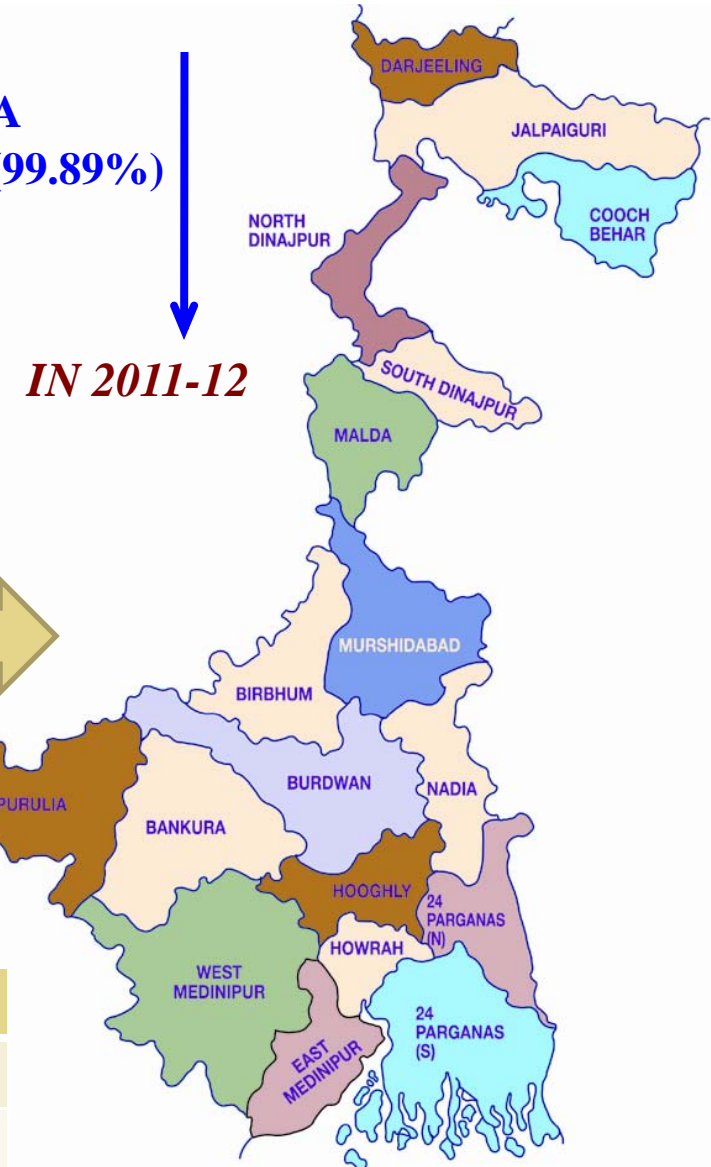 A
(99.89%)
IN 2011-12
DARJEELING
JALPAIGURI
COOCH
BEHAR
NORTH
DINAJPUR
SOUTH DINAJPUR
MALDA
MURSHIDABAD
BIRBHUM
BURDWAN
NADIA
PURULIA
BANKURA
HOOGHLY
24
PARGANAS
(N)
HOWRAH
WEST
MEDINIPUR
24
PARGANAS
(S)
EAST
MEDINIPUR